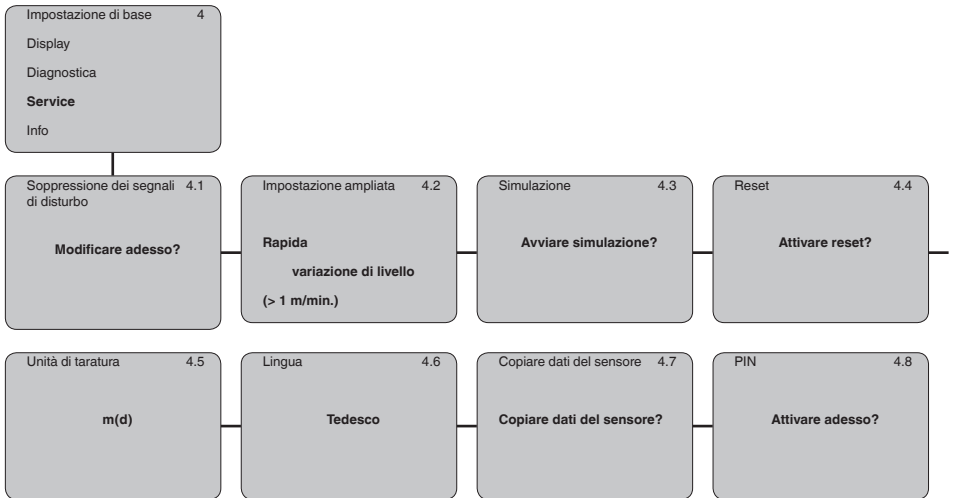 Impostazione di base 4
Display
Diagnostica
Service
Info
Soppressione dei segnali 4.1
di disturbo
Modificare adesso?
Impostazione ampliata 4.2
Rapida
variazione di livello
(> 1 m/min.)
Simulazione 4.3
Avviare simulazione?
Reset 4.4
Attivare reset?
Unità di taratura 4.5
m(d)
Lingua 4.6
Tedesco
Copiare dati del sensore 4.7
Copiare dati del sensore?
PIN 4.8
Attivare adesso?